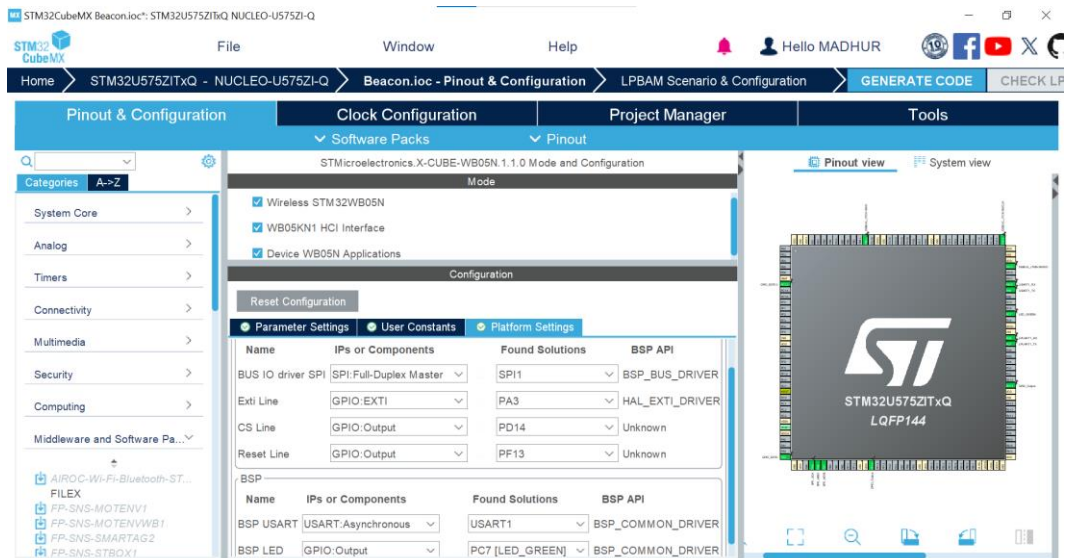 MX STM32CubeMX Beacon.ioc*: STM32U575ZITxQ NUCLEO-U575ZI-Q
STM32
CubeMX
File Window Help Hello MADHUR 19
Home STM32U575ZITxQ - NUCLEO-U575ZI-Q Beacon.ioc - Pinout & Configuration LPBAM Scenario & Configuration GENERATE CODE CHECK LP
Pinout & Configuration Clock Configuration Project Manager Tools
Software Packs Pinout
Categories A->Z
System Core
Analog
Timers
Connectivity
Multimedia
Security
Computing
Middleware and Software Pa...
AIROC-Wi-Fi-Bluetooth-ST...
FILEX
FP-SNS-MOTENV1
FP-SNS-MOTENVWB1
FP-SNS-SMARTAG2
FP-SNS-STBOX1
STMicroelectronics.X-CUBE-WB05N.1.1.0 Mode and Configuration
Mode
Wireless STM32WB05N
WB05KN1 HCI Interface
Device WB05N Applications
Configuration
Reset Configuration
Parameter Settings User Constants Platform Settings
Name IPs or Components Found Solutions BSP API
BUS IO driver SPI SPI:Full-Duplex Master SPI1 BSP_BUS_DRIVER
Exti Line GPIO:EXTI PA3 HAL_EXTI_DRIVER
CS Line GPIO:Output PD14 Unknown
Reset Line GPIO:Output PF13 Unknown
BSP
Name IPs or Components Found Solutions BSP API
BSP USART USART:Asynchronous USART1 BSP_COMMON_DRIVER
BSP LED GPIO:Output PC7 [LED_GREEN] BSP_COMMON_DRIVER
Pinout view System view
STM32U575ZITxQ
LQFP144